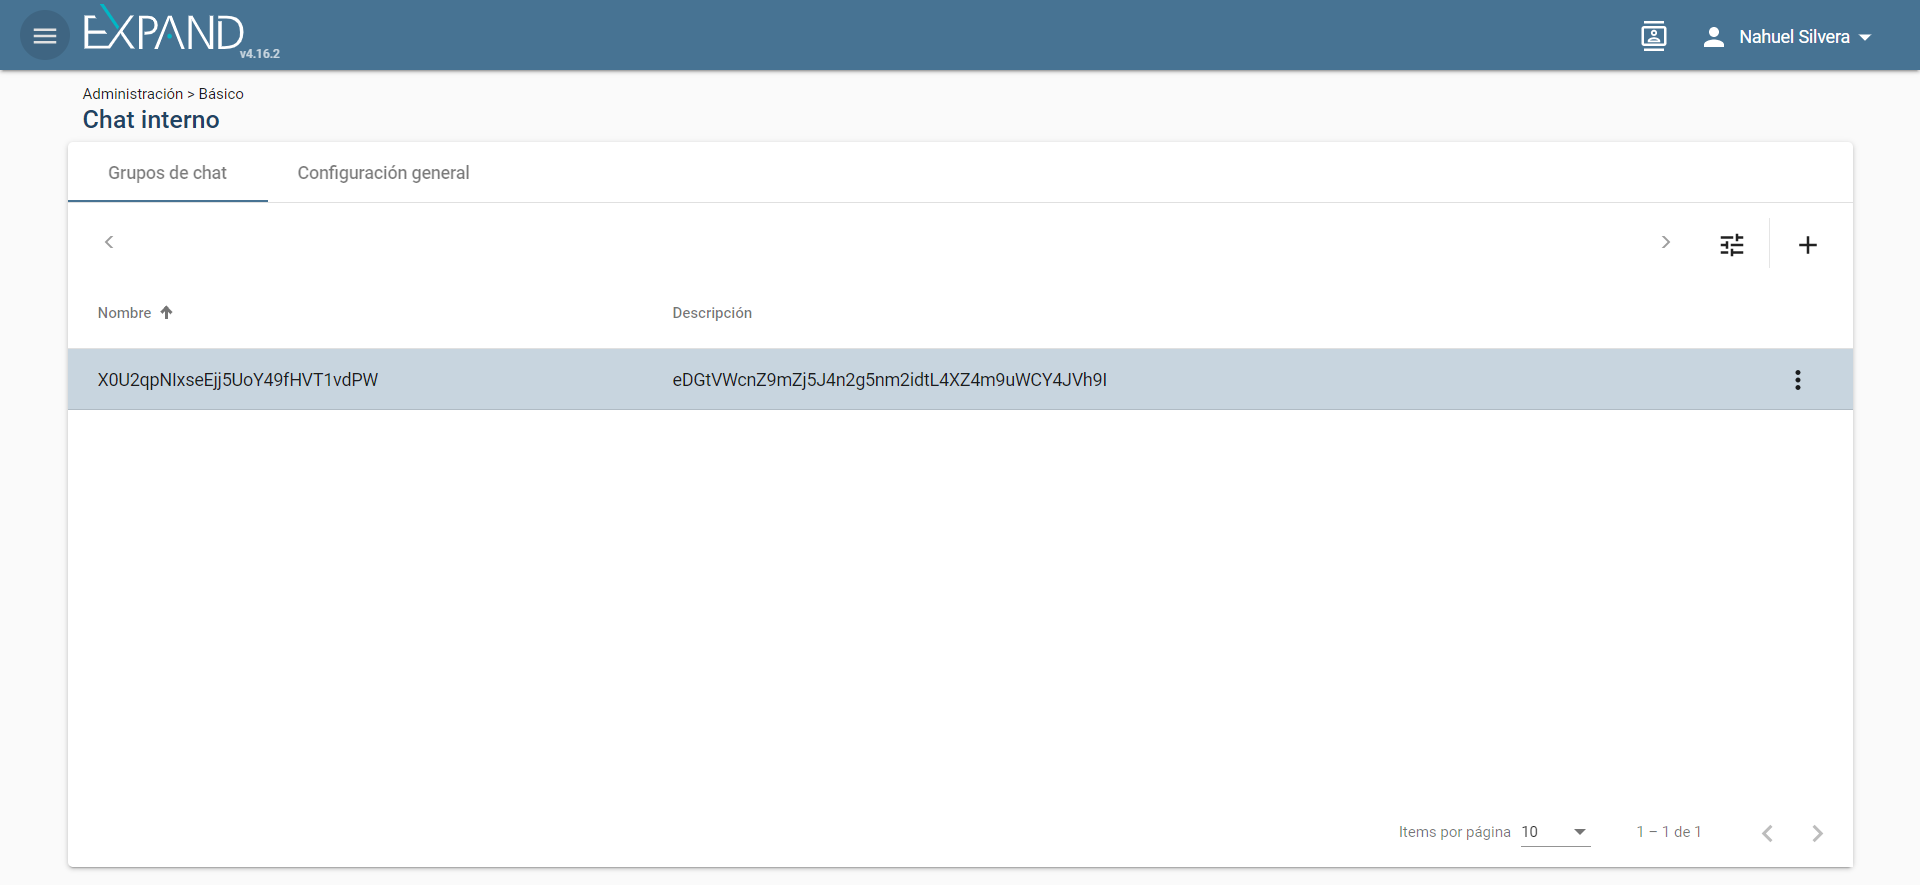 EXPAND
v4.16.2
Nahuel Silvera
Administración > Básico
Chat interno
Grupos de chat
Configuración general
Nombre
Descripción
X0U2qpNIxseEjj5UoY49fHVT1vdPW
eDGtVWcnZ9mZj5J4n2g5nm2idtL4XZ4m9uWCY4JVh9I
Items por página 10
1 – 1 de 1